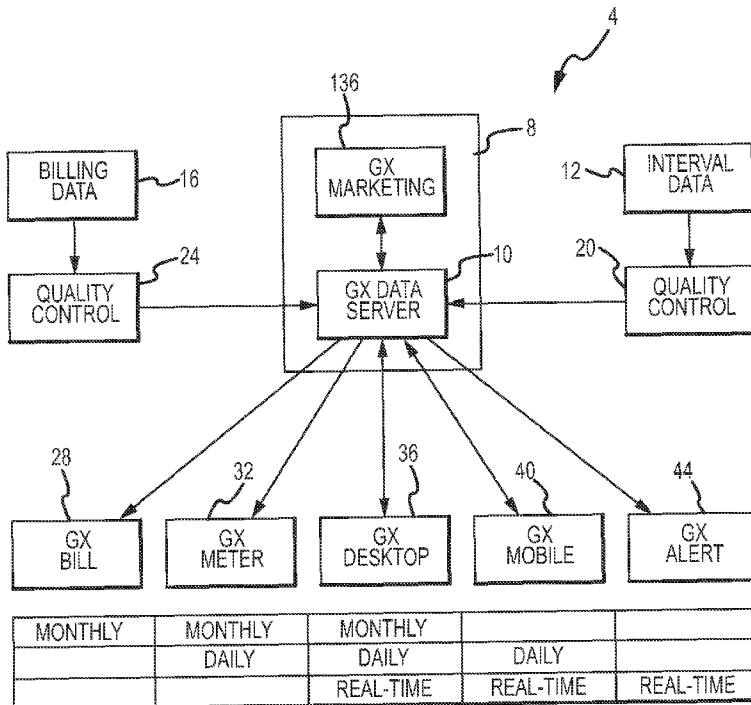 4
136
8
BILLING
DATA
16
GX
MARKETING
12
INTERVAL
DATA
24
10
20
QUALITY
CONTROL
GX DATA
SERVER
QUALITY
CONTROL
28
32
36
40
44
GX
BILL
GX
METER
GX
DESKTOP
GX
MOBILE
GX
ALERT
MONTHLY MONTHLY MONTHLY
DAILY DAILY DAILY
REAL-TIME REAL-TIME REAL-TIME